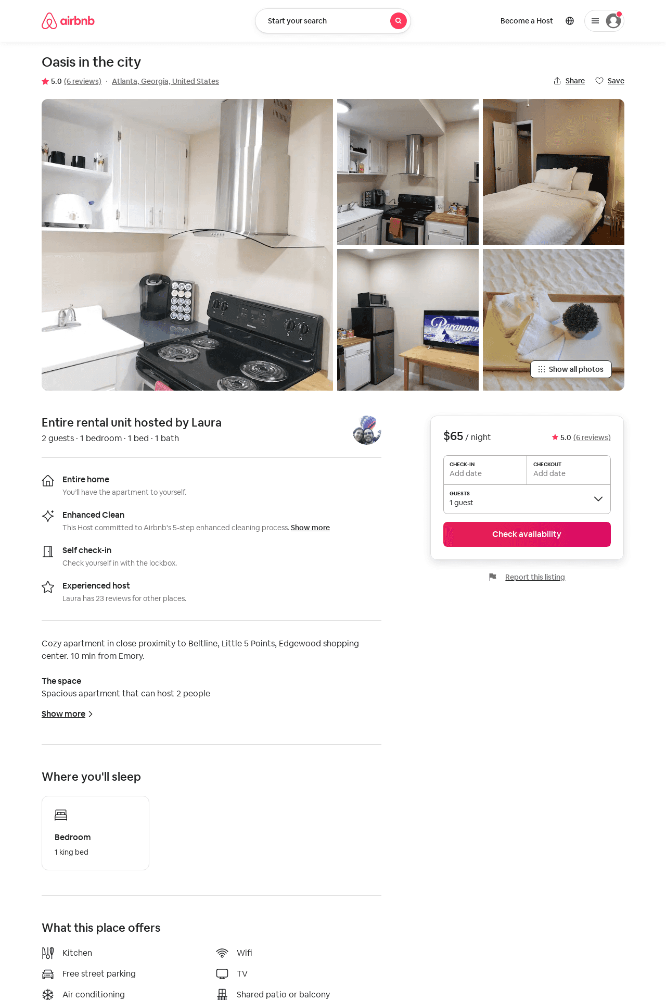 airbnb
Start your search
Become a Host
Oasis in the city
5.0 (6 reviews) · Atlanta, Georgia, United States
Share
Save
Paramou
Show all photos
Entire rental unit hosted by Laura
2 guests · 1 bedroom · 1 bed · 1 bath
Entire home
You'll have the apartment to yourself.
Enhanced Clean
This Host committed to Airbnb's 5-step enhanced cleaning process. Show more
Self check-in
Check yourself in with the lockbox.
Experienced host
Laura has 23 reviews for other places.
$65 / night
5.0 (6 reviews)
CHECK-IN
Add date
CHECKOUT
Add date
GUESTS
1 guest
Check availability
Report this listing
Cozy apartment in close proximity to Beltline, Little 5 Points, Edgewood shopping
center. 10 min from Emory.
The space
Spacious apartment that can host 2 people
Show more
Where you'll sleep
Bedroom
1 king bed
What this place offers
Kitchen
Wifi
Free street parking
TV
Air conditioning
Shared patio or balcony